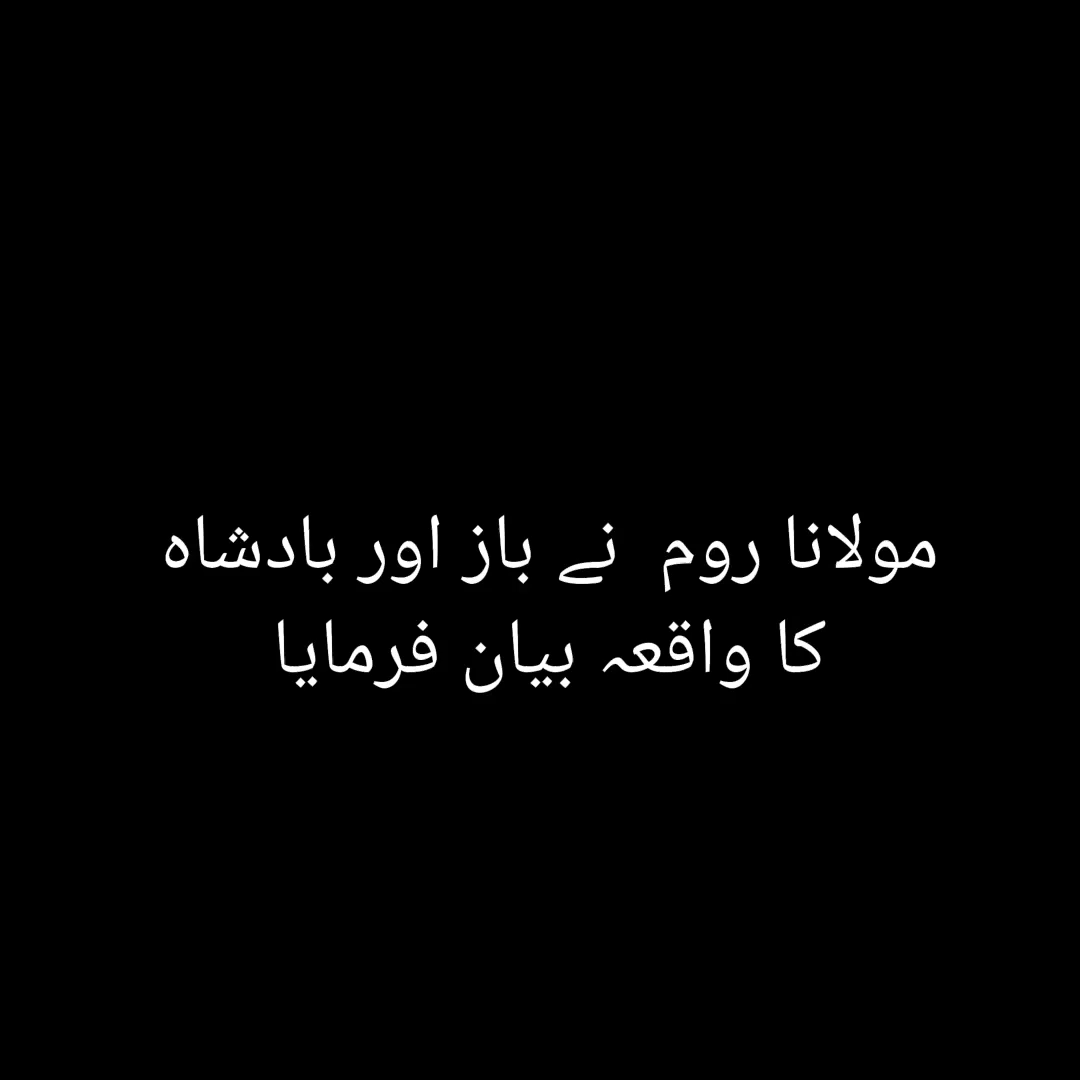 مولانا روم نے باز اور بادشاہ
کا واقعہ بیان فرمایا